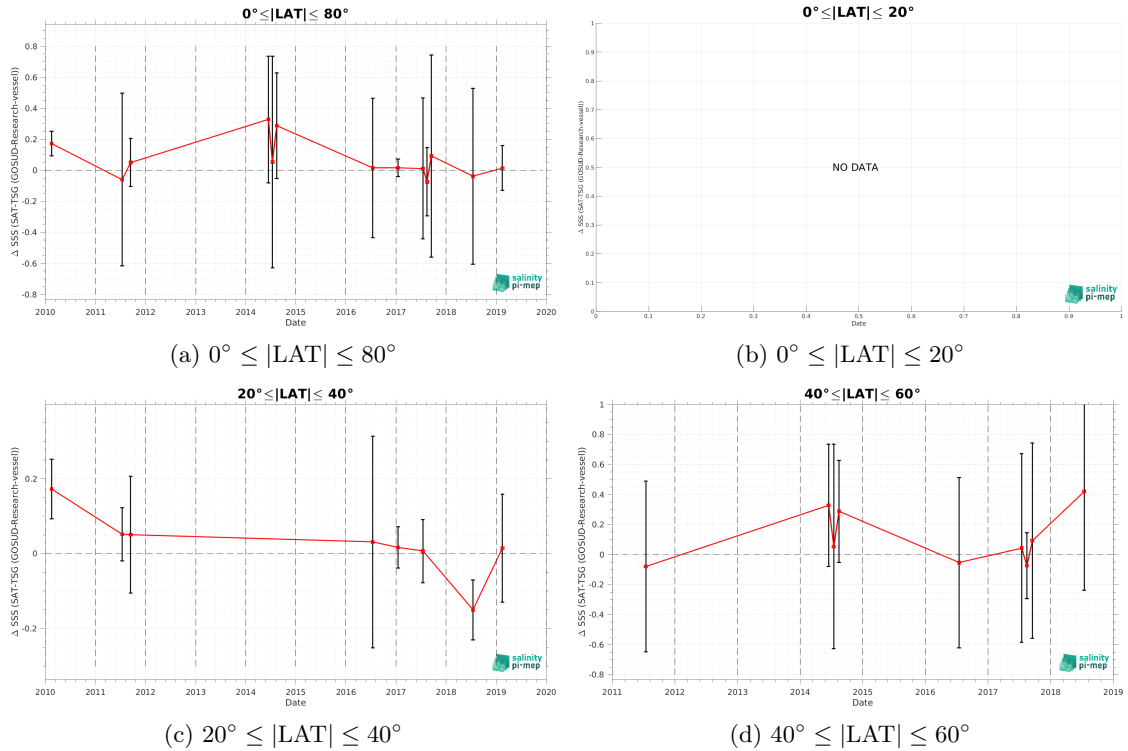 0°≤|LAT|≤ 80°
Δ SSS (SAT-TSG (GOSUD-Research-vessel))
0.8
0.6
0.4
0.2
0
-0.2
-0.4
-0.6
-0.8
2010 2011 2012 2013 2014 2015 2016 2017 2018 2019 2020
Date
salinity
pi-mep
(a) 0° ≤ |LAT| ≤ 80°
0°≤|LAT|≤ 20°
Δ SSS (SAT-TSG (GOSUD-Research-vessel))
1
0.9
0.8
0.7
0.6
0.5
0.4
0.3
0.2
0.1
0
NO DATA
0 0.1 0.2 0.3 0.4 0.5 0.6 0.7 0.8 0.9 1
Date
salinity
pi-mep
(b) 0° ≤ |LAT| ≤ 20°
20°≤|LAT|≤ 40°
Δ SSS (SAT-TSG (GOSUD-Research-vessel))
0.2
0
-0.2
2010 2011 2012 2013 2014 2015 2016 2017 2018 2019 2020
Date
salinity
pi-mep
(c) 20° ≤ |LAT| ≤ 40°
40°≤|LAT|≤ 60°
Δ SSS (SAT-TSG (GOSUD-Research-vessel))
1
0.8
0.6
0.4
0.2
0
-0.2
-0.4
-0.6
-0.8
2011 2012 2013 2014 2015 2016 2017 2018 2019
Date
salinity
pi-mep
(d) 40° ≤ |LAT| ≤ 60°